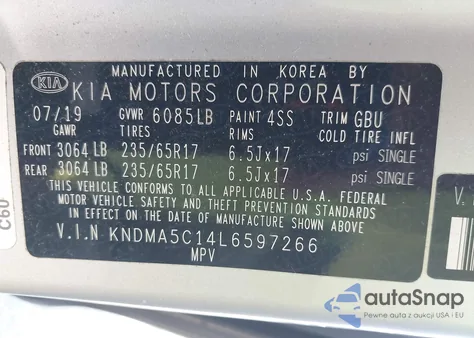 MANUFACTURED IN KOREA BY
KIA KIA MOTORS CORPORATION
07/19 GVWR 6085LB PAINT 4SS TRIM GBU
GAWR TIRES RIMS COLD TIRE INFL
FRONT 3064 LB 235/65R17 6.5Jx17 psi SINGLE
REAR 3064 LB 235/65R17 6.5Jx17 psi SINGLE
THIS VEHICLE CONFORMS TO ALL APPLICABLE U.S.A. FEDERAL
MOTOR VEHICLE SAFETY AND THEFT PREVENTION STANDARDS
IN EFFECT ON THE DATE OF MANUFACTURE SHOWN ABOVE
V.I.N KNDMA5C14L6597266
MPV
C60
V.
autoSnap
Pewne auta z aukcji USA i EU